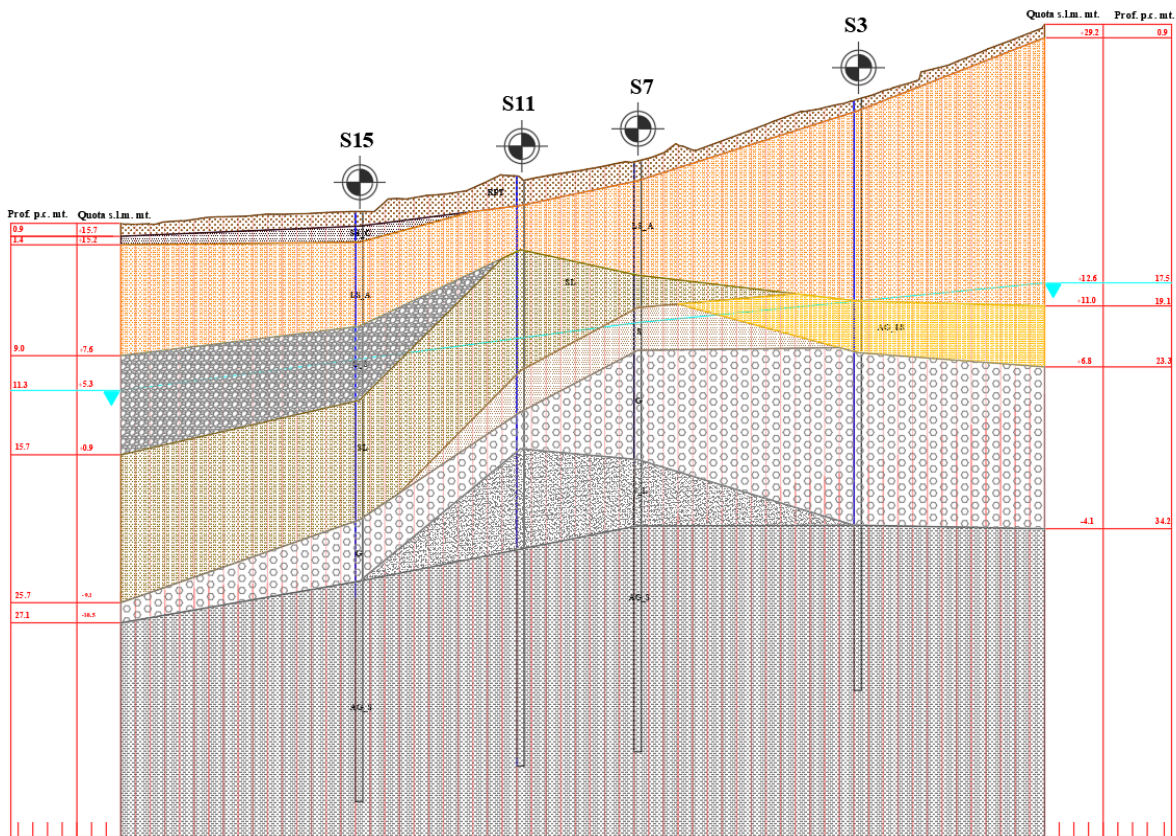 Quota s.l.m. mt. Prof. p.c. mt.
-29.2 0.9
S3
S7
S11
S15
RPT
Prof. p.c. mt. Quota s.l.m. mt.
0.9 -15.7
1.4 -15.2
LS_A
LS_A
SL
-12.6 17.5
-11.0 19.1
AG_LS
S
9.0 -7.6
-6.8 23.3
11.3 -5.3
G
SL
15.7 -0.9
-4.1 34.2
G
25.7 -9.1
27.1 -10.5
AG_S
AG_S